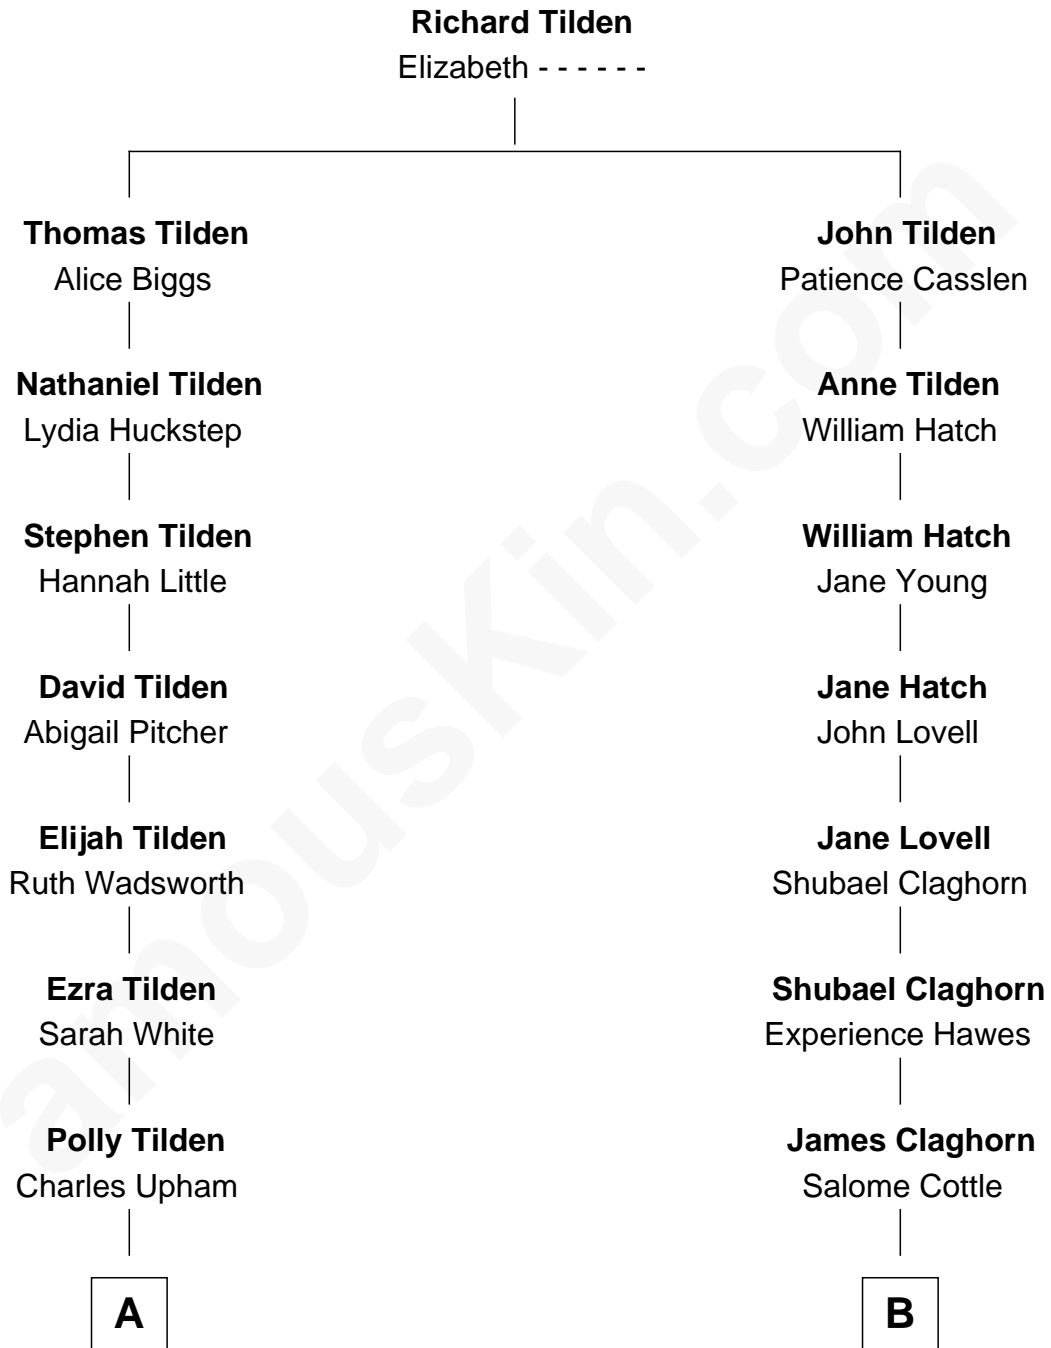 Richard Tilden
Elizabeth - - - - - -
Thomas Tilden
Alice Biggs
John Tilden
Patience Casslen
Nathaniel Tilden
Lydia Huckstep
Anne Tilden
William Hatch
Stephen Tilden
Hannah Little
William Hatch
Jane Young
David Tilden
Abigail Pitcher
Jane Hatch
John Lovell
Elijah Tilden
Ruth Wadsworth
Jane Lovell
Shubael Claghorn
Ezra Tilden
Sarah White
Shubael Claghorn
Experience Hawes
Polly Tilden
Charles Upham
James Claghorn
Salome Cottle
A
B
amousKin.com